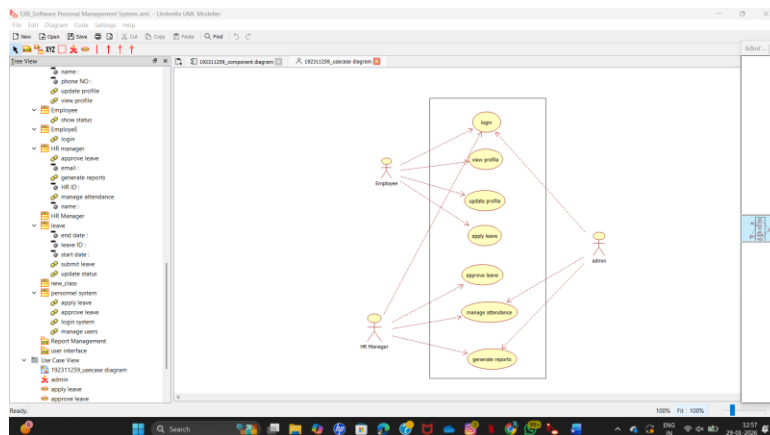 EXB_Software Personal Management System.xmi - Umbrello UML Modeller
File Edit Diagram Code Settings Help
New Open Save Cut Copy Paste Find
XYZ
Tree View
192311259_component diagram
192311259_usecase diagram
name :
phone NO :
update profile
view profile
Employee
show status
EmployeE
login
HR manager
approve leave
email :
generate reports
HR ID :
manage attendance
name :
HR Manager
leave
end date :
leave ID :
start date :
submit leave
update status
new_class
personnel system
apply leave
approve leave
login system
manage users
Report Management
user interface
Use Case View
192311259_usecase diagram
admin
apply leave
approve leave
login
view profile
Employee
update profile
apply leave
admin
approve leave
manage attendance
HR Manager
generate reports
Ready.
100% Fit 100%
Search
99+
ENG
IN
12:57
29-01-2026